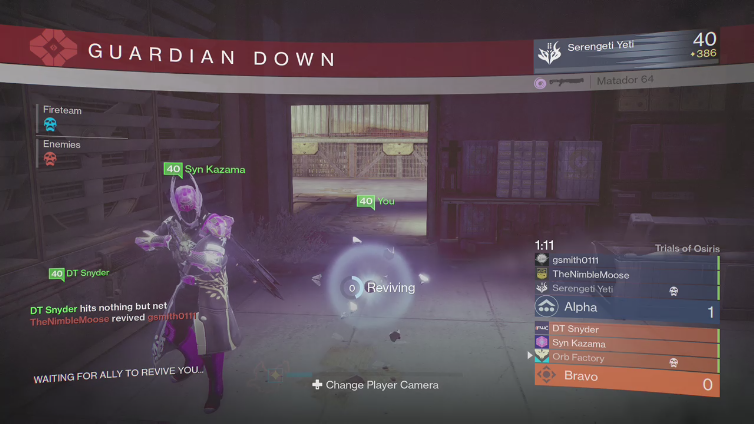 GUARDIAN DOWN
Serengeti Yeti
40
+386
Matador 64
Fireteam
Enemies
40 Syn Kazama
40 You
40 DT Snyder
0 Reviving
DT Snyder hits nothing but net
TheNimbleMoose revived gsmith0111
WAITING FOR ALLY TO REVIVE YOU...
Change Player Camera
1:11
Trials of Osiris
gsmith0111
TheNimbleMoose
Serengeti Yeti
Alpha 1
DT Snyder
Syn Kazama
Orb Factory
Bravo 0